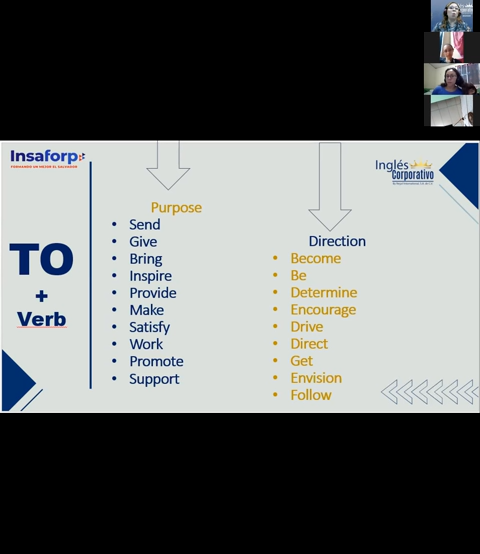 Insaforp
FORMANDO UN MEJOR EL SALVADOR
Inglés
Corporativo
TO
+
Verb
Purpose
• Send
• Give
• Bring
• Inspire
• Provide
• Make
• Satisfy
• Work
• Promote
• Support
Direction
• Become
• Be
• Determine
• Encourage
• Drive
• Direct
• Get
• Envision
• Follow